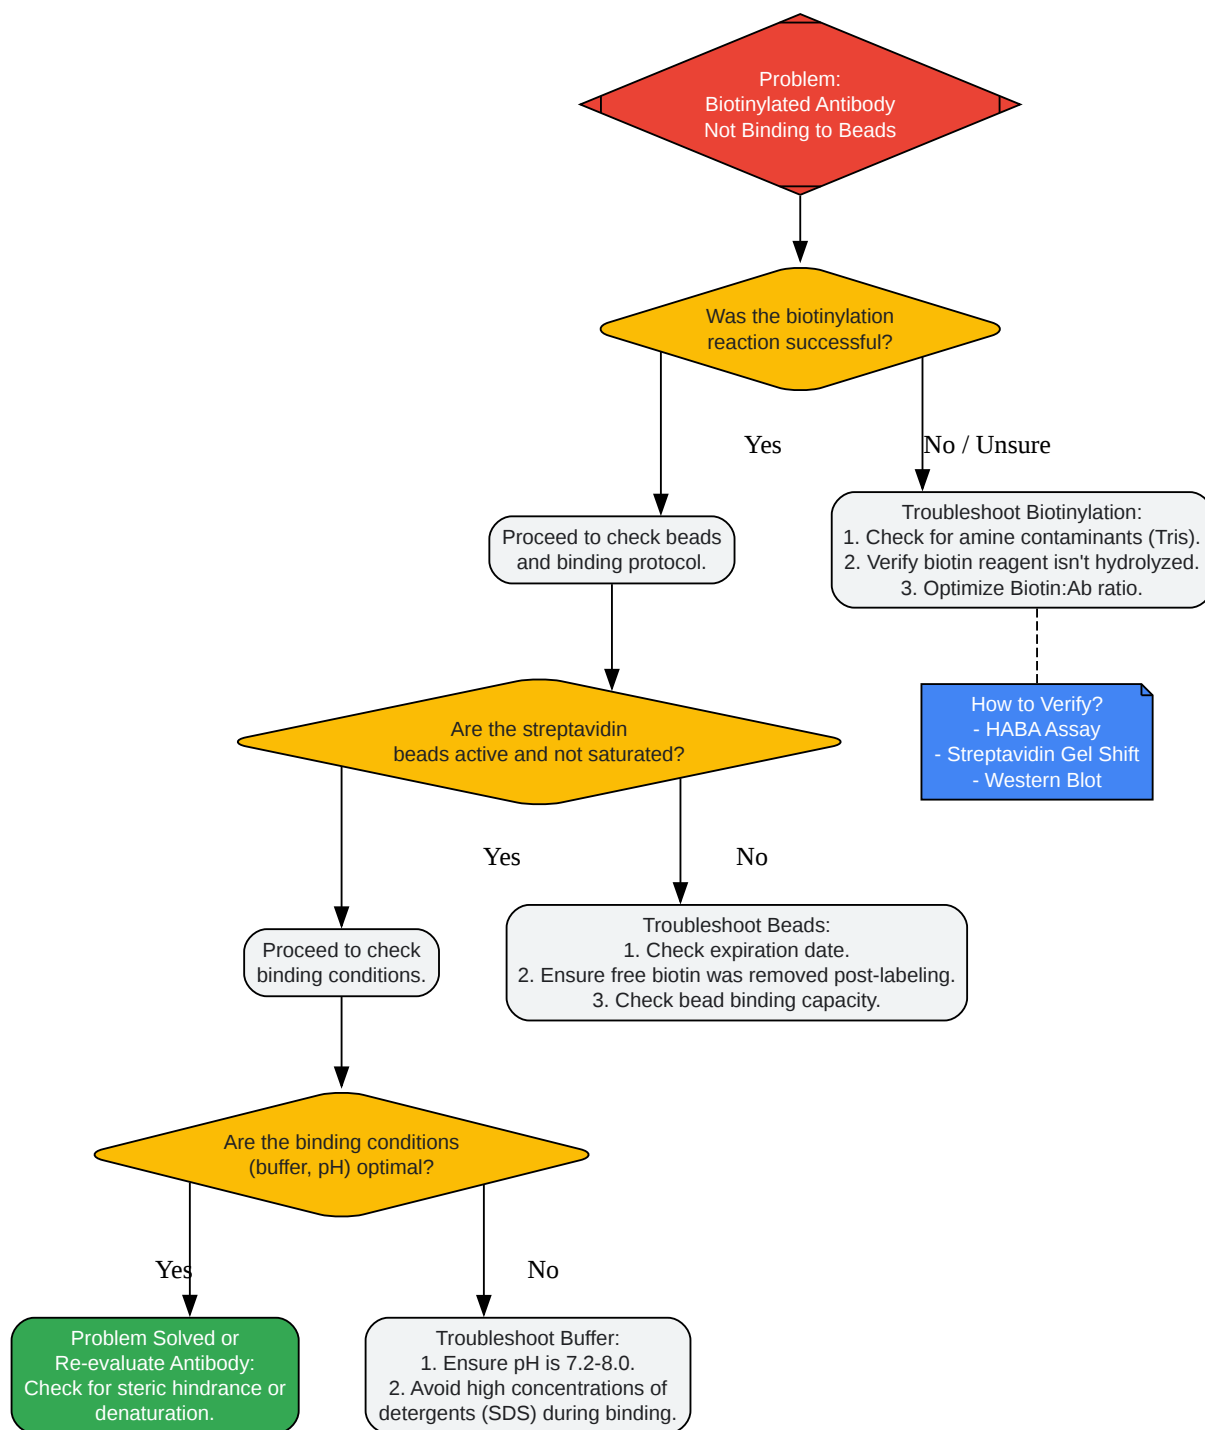 Problem:
Biotinylated Antibody
Not Binding to Beads
Was the biotinylation
reaction successful?
Yes
No / Unsure
Proceed to check beads
and binding protocol.
Troubleshoot Biotinylation:
1. Check for amine contaminants (Tris).
2. Verify biotin reagent isn't hydrolyzed.
3. Optimize Biotin:Ab ratio.
How to Verify?
- HABA Assay
- Streptavidin Gel Shift
- Western Blot
Are the streptavidin
beads active and not saturated?
Yes
No
Proceed to check
binding conditions.
Troubleshoot Beads:
1. Check expiration date.
2. Ensure free biotin was removed post-labeling.
3. Check bead binding capacity.
Are the binding conditions
(buffer, pH) optimal?
Yes
No
Problem Solved or
Re-evaluate Antibody:
Check for steric hindrance or
denaturation.
Troubleshoot Buffer:
1. Ensure pH is 7.2-8.0.
2. Avoid high concentrations of
detergents (SDS) during binding.